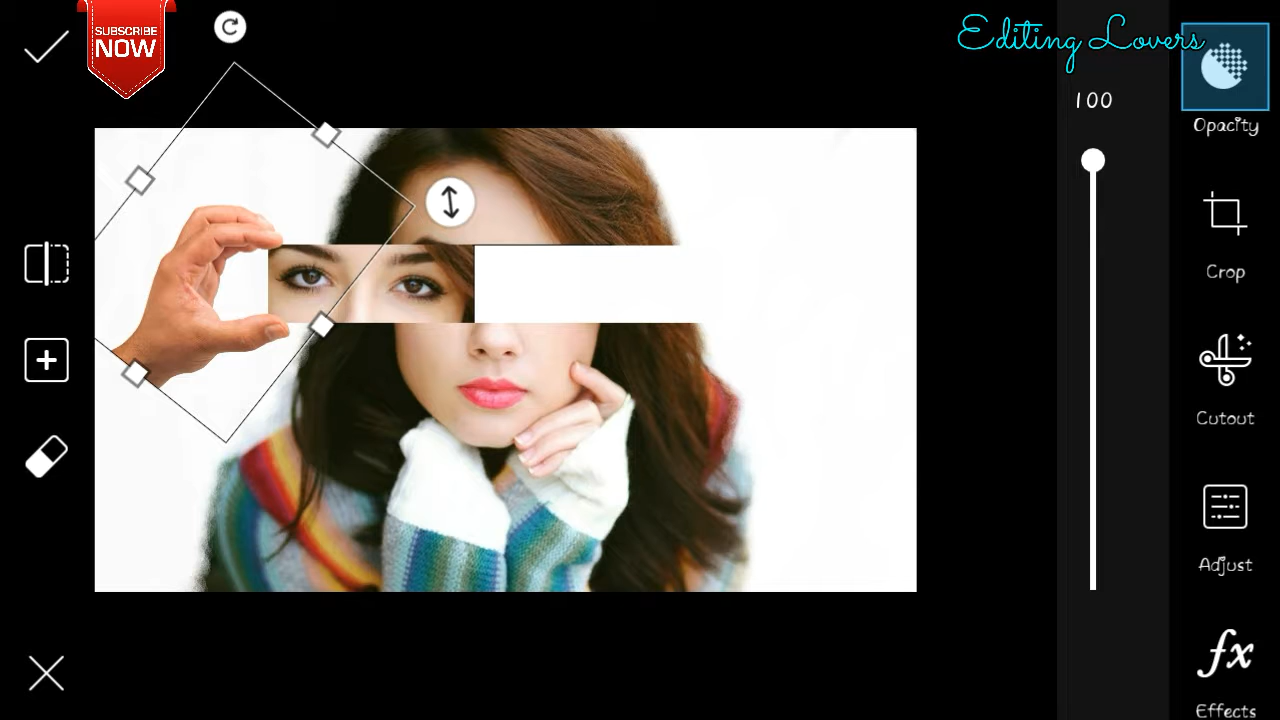 SUBSCRIBE
NOW
Editing Lovers
100
Opacity
Crop
Cutout
Adjust
fx
Effects